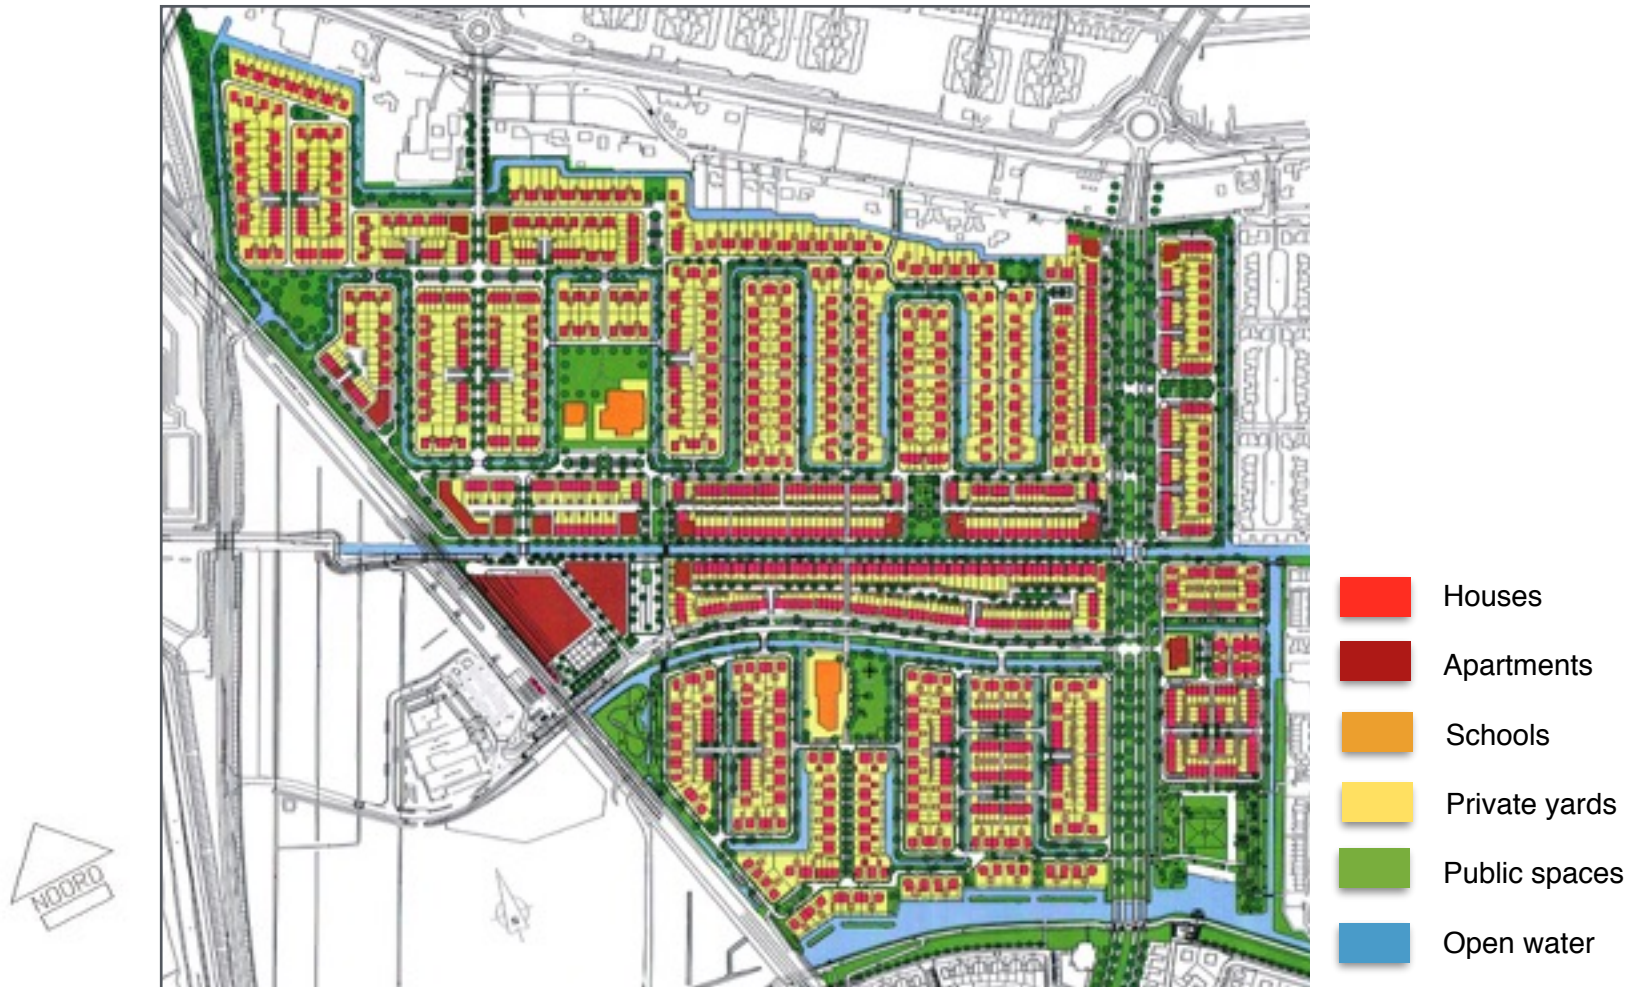 Houses
Apartments
Schools
Private yards
Public spaces
Open water
NOORD